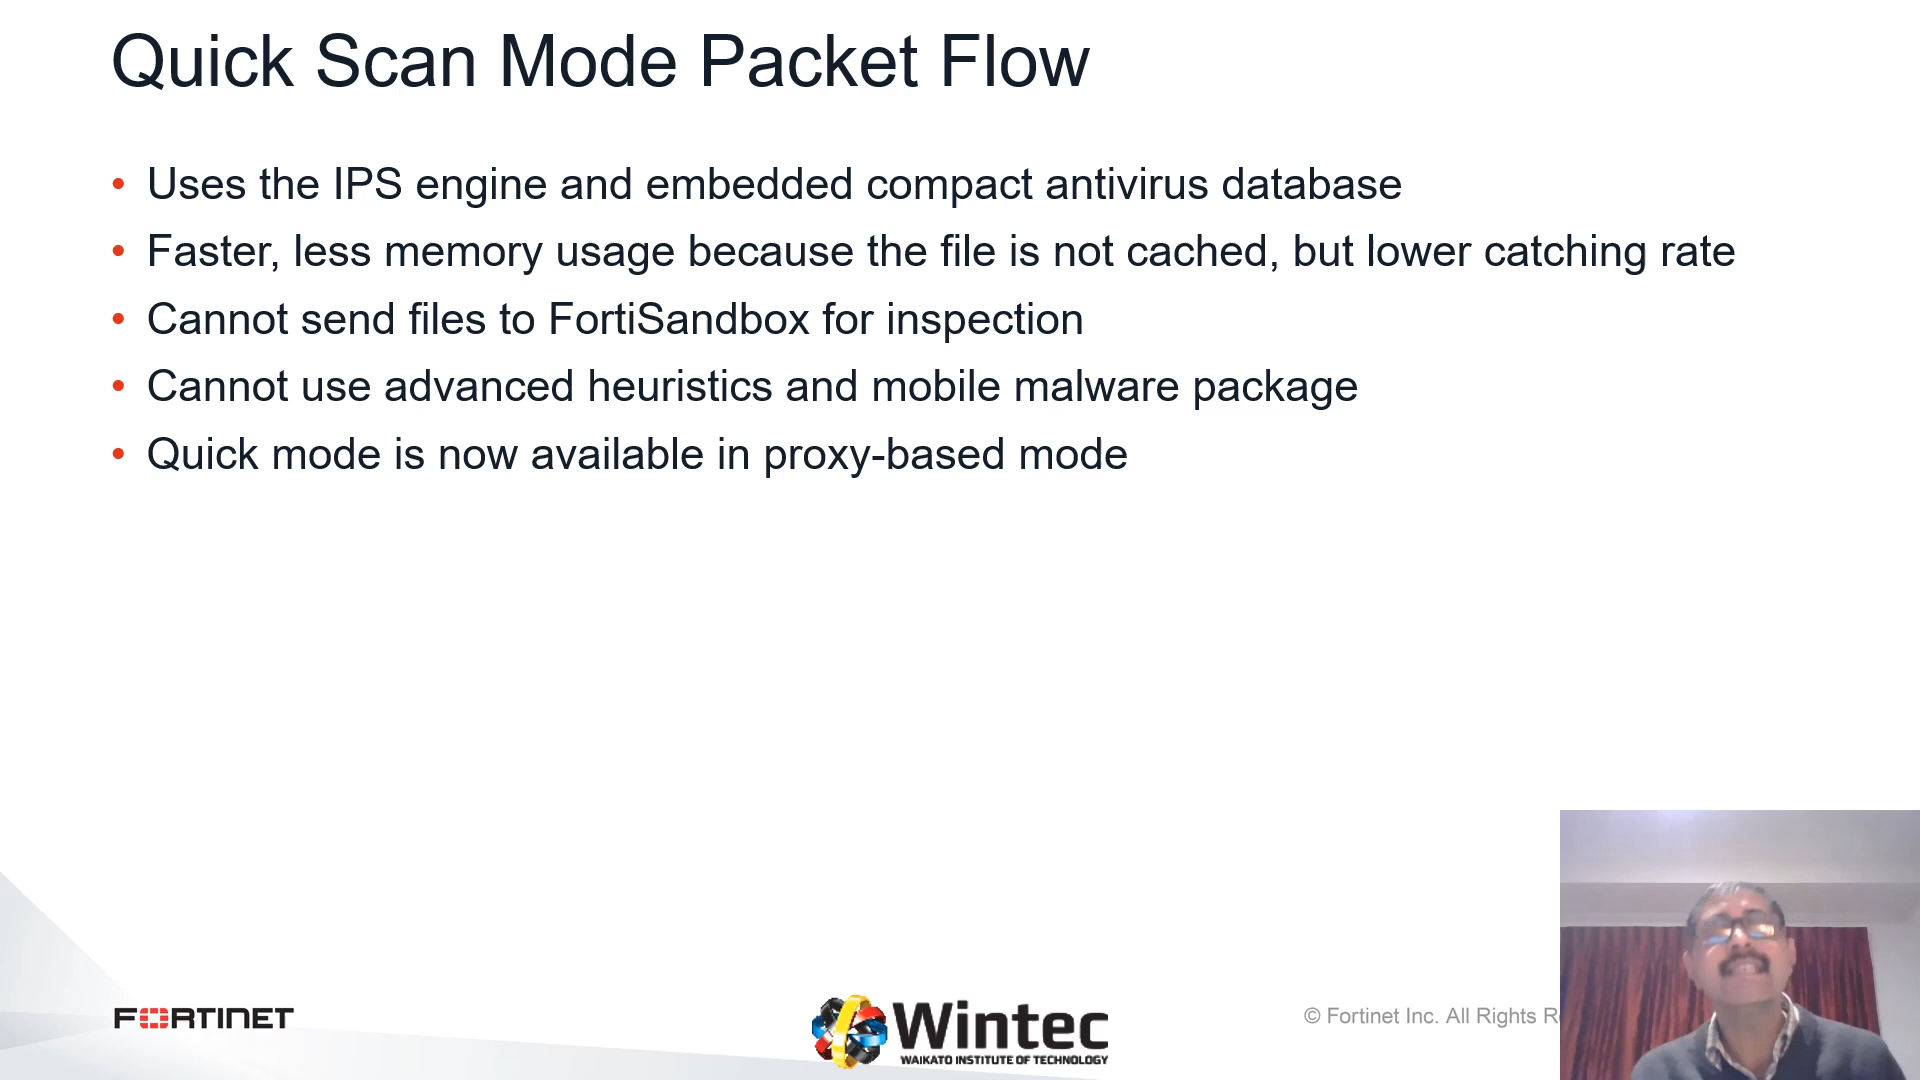 Quick Scan Mode Packet Flow
• Uses the IPS engine and embedded compact antivirus database
• Faster, less memory usage because the file is not cached, but lower catching rate
• Cannot send files to FortiSandbox for inspection
• Cannot use advanced heuristics and mobile malware package
• Quick mode is now available in proxy-based mode
FORTINET
Wintec
WAIKATO INSTITUTE OF TECHNOLOGY
© Fortinet Inc. All Rights